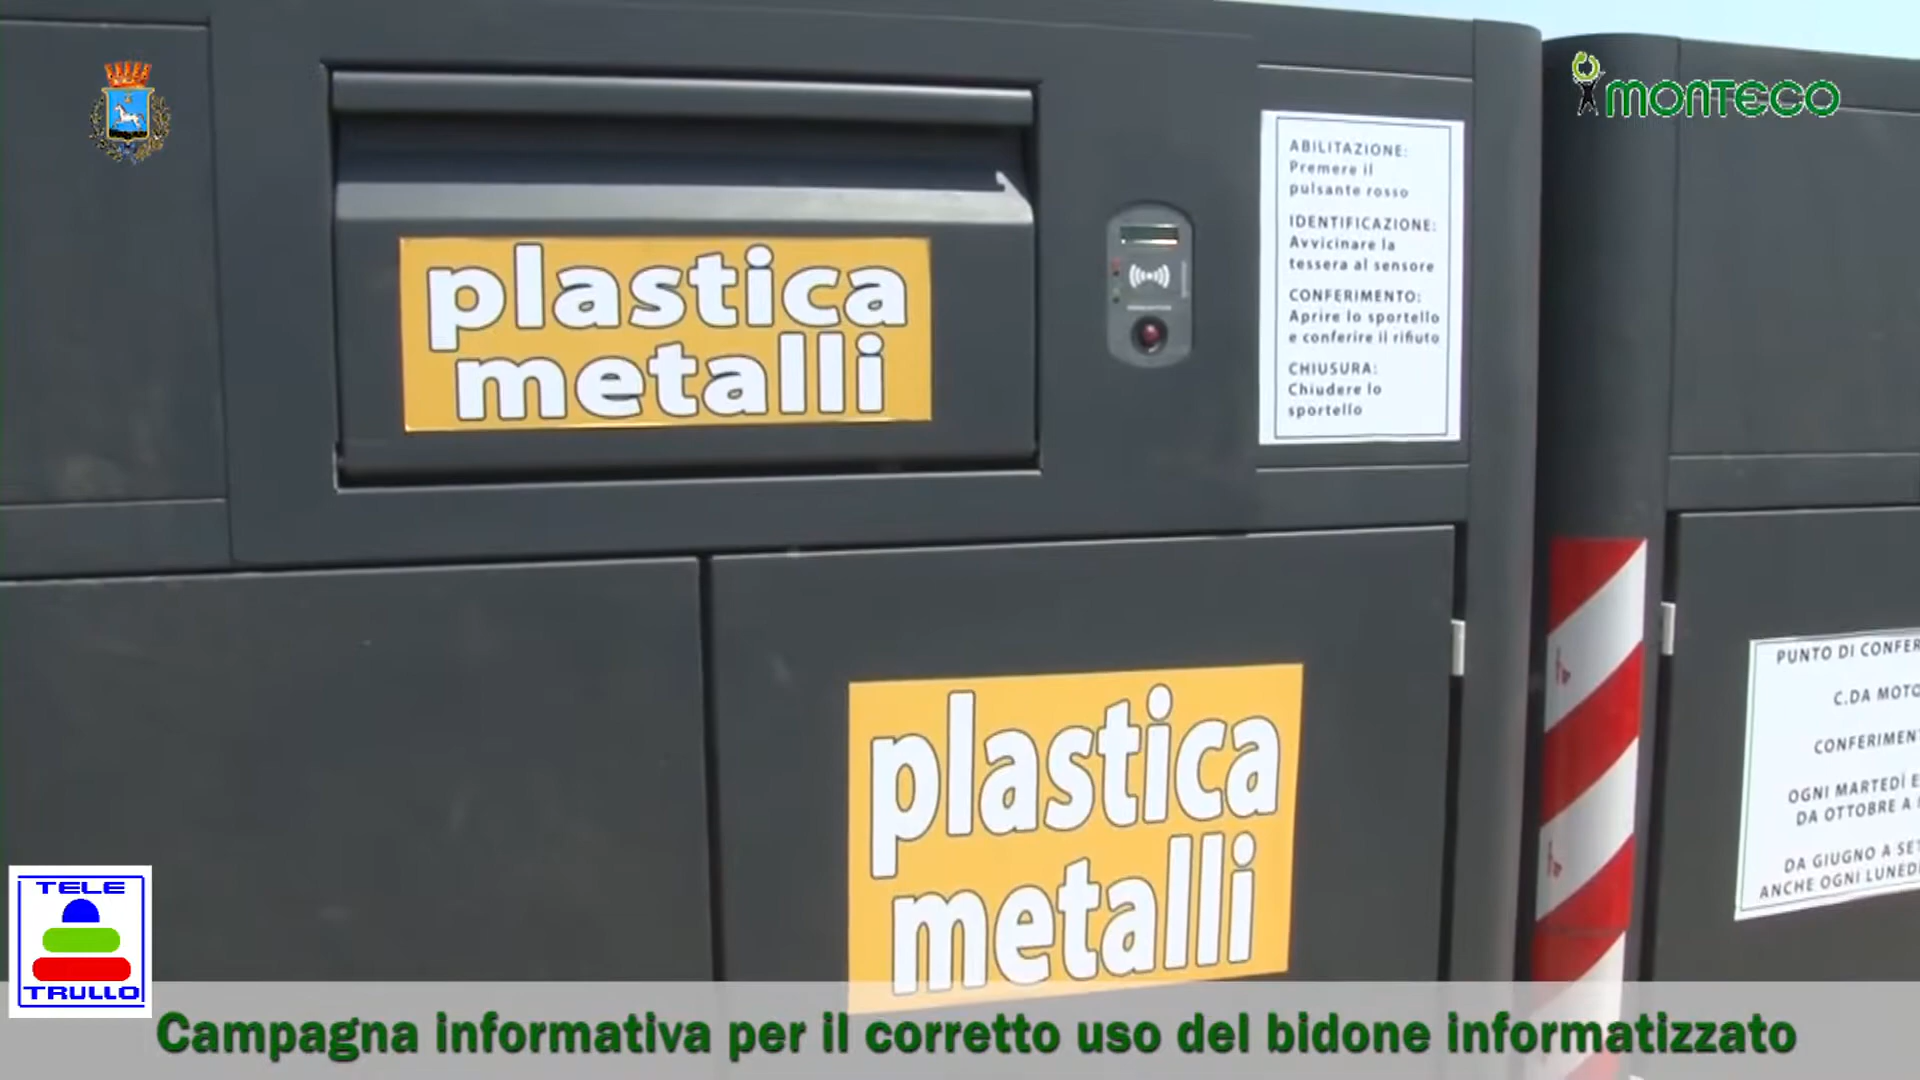 MONTECO
plastica
metalli
ABILITAZIONE:
Premere il
pulsante rosso
IDENTIFICAZIONE:
Avvicinare la
tessera al sensore
CONFERIMENTO:
Aprire lo sportello
e conferire il rifiuto
CHIUSURA:
Chiudere lo
sportello
plastica
metalli
PUNTO DI CONFER
C.DA MOTO
CONFERIMEN
OGNI MARTEDÌ E
DA OTTOBRE A
DA GIUGNO A SET
ANCHE OGNI LUNED
TELE
TRULLO
Campagna informativa per il corretto uso del bidone informatizzato